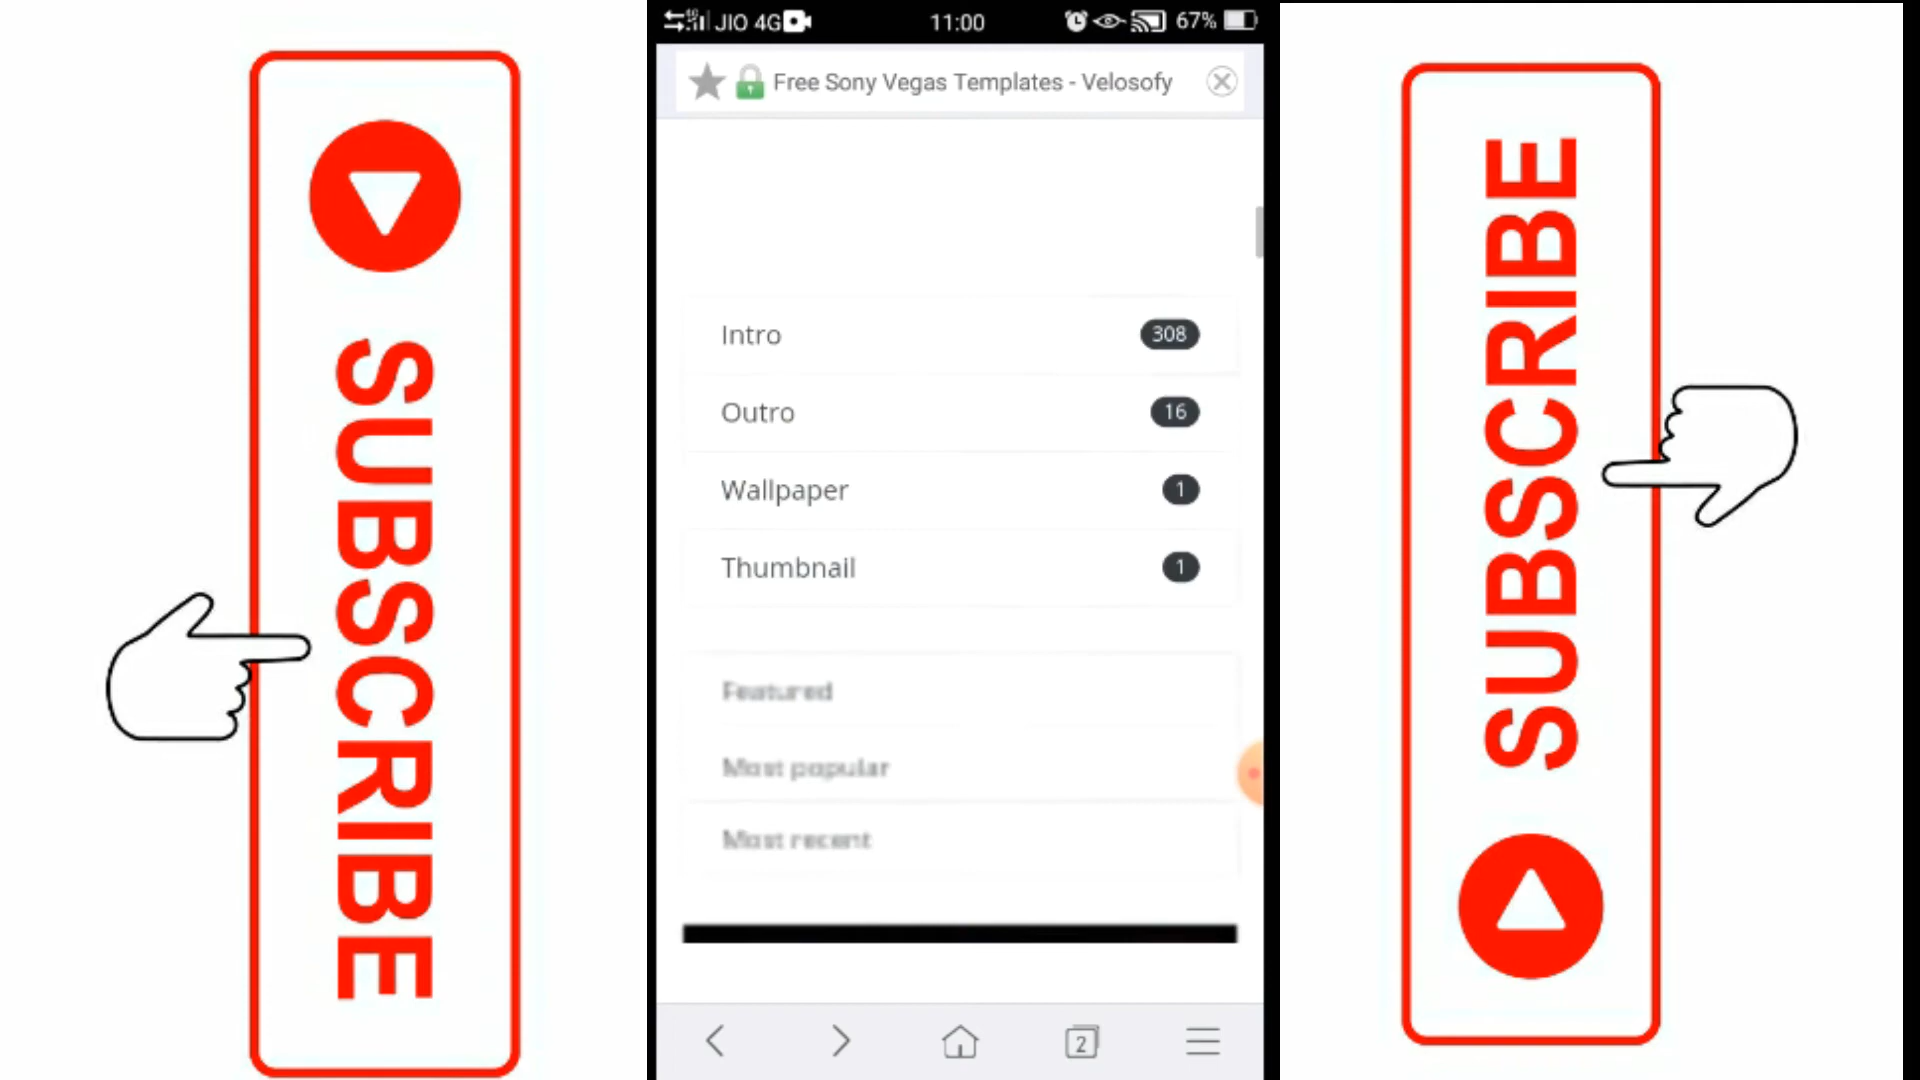 SUBSCRIBE
JIO 4G 11:00 67%
Free Sony Vegas Templates - Velosofy
Intro 308
Outro 16
Wallpaper 1
Thumbnail 1
Featured
Most popular
Most recent
2
SUBSCRIBE